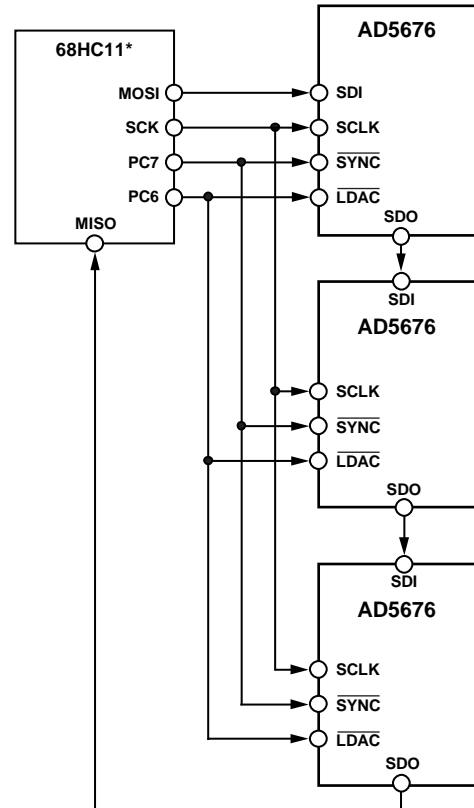 68HC11*
MOSI
SCK
PC7
PC6
MISO
AD5676
SDI
SCLK
SYNC
LDAC
SDO
SDI
AD5676
SCLK
SYNC
LDAC
SDO
SDI
AD5676
SCLK
SYNC
LDAC
SDO